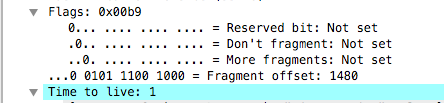 Flags: 0x00b9
0... .... .... .... = Reserved bit: Not set
.0.. .... .... .... = Don't fragment: Not set
..0. .... .... .... = More fragments: Not set
...0 0101 1100 1000 = Fragment offset: 1480
Time to live: 1